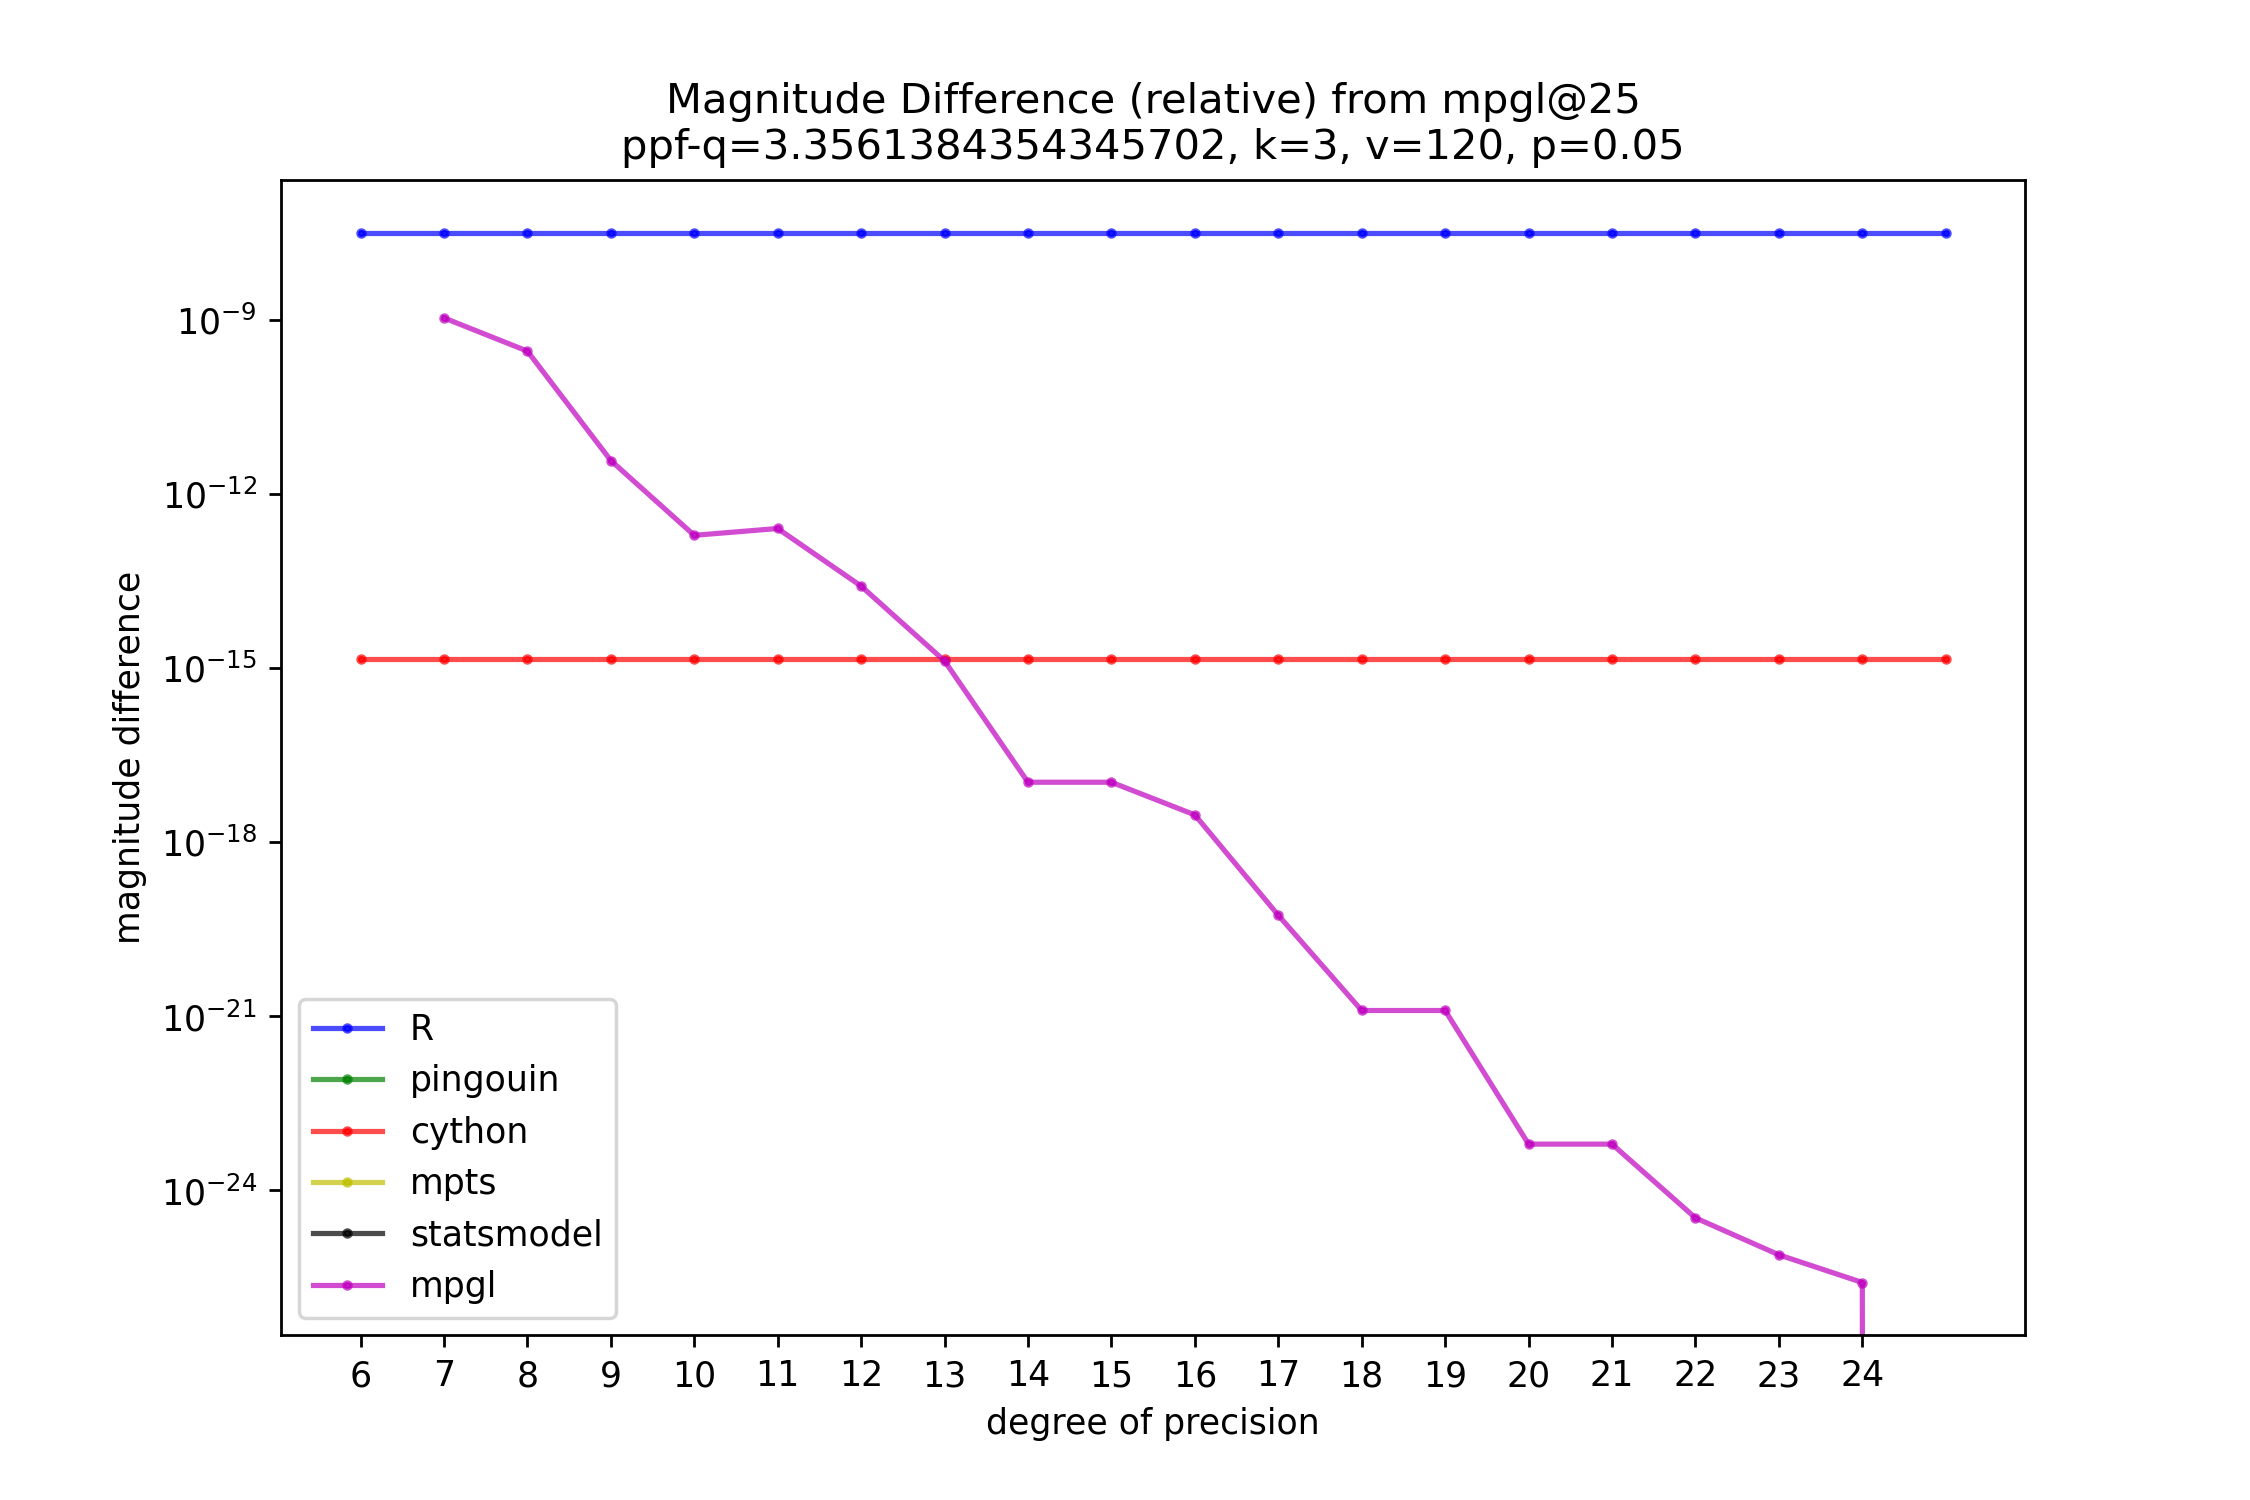 Magnitude Difference (relative) from mpgl@25
ppf-q=3.3561384354345702, k=3, v=120, p=0.05
magnitude difference
10⁻⁹
10⁻¹²
10⁻¹⁵
10⁻¹⁸
10⁻²¹
10⁻²⁴
R
pingouin
cython
mpts
statsmodel
mpgl
6 7 8 9 10 11 12 13 14 15 16 17 18 19 20 21 22 23 24
degree of precision